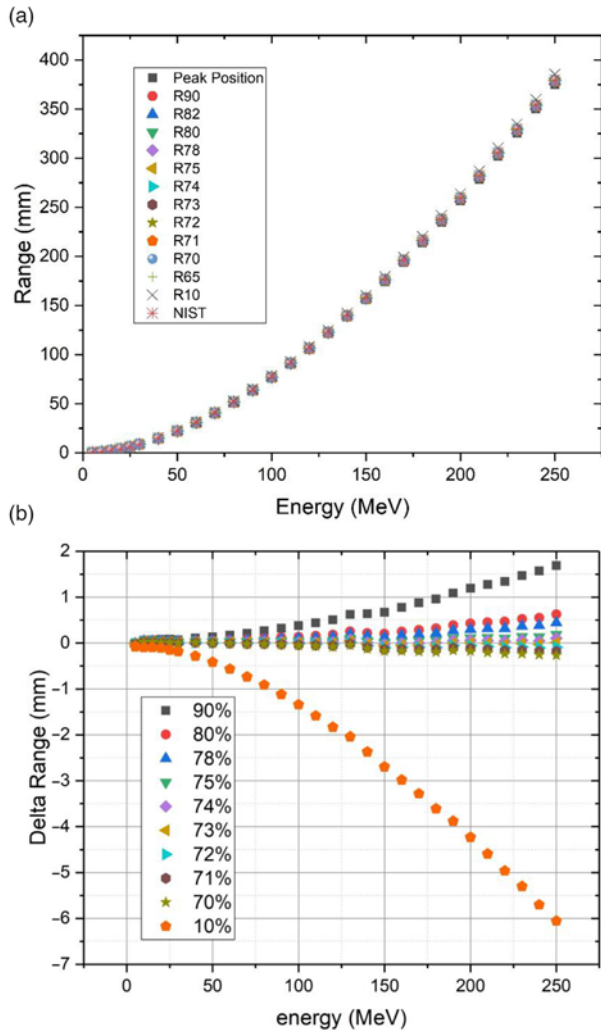 (a)
400
350
300
250
200
150
100
50
0
Range (mm)
Peak Position
R90
R82
R80
R78
R75
R74
R73
R72
R71
R70
R65
R10
NIST
0 50 100 150 200 250
Energy (MeV)
(b)
2
1
0
−1
−2
−3
−4
−5
−6
−7
Delta Range (mm)
90%
80%
78%
75%
74%
73%
72%
71%
70%
10%
0 50 100 150 200 250
energy (MeV)